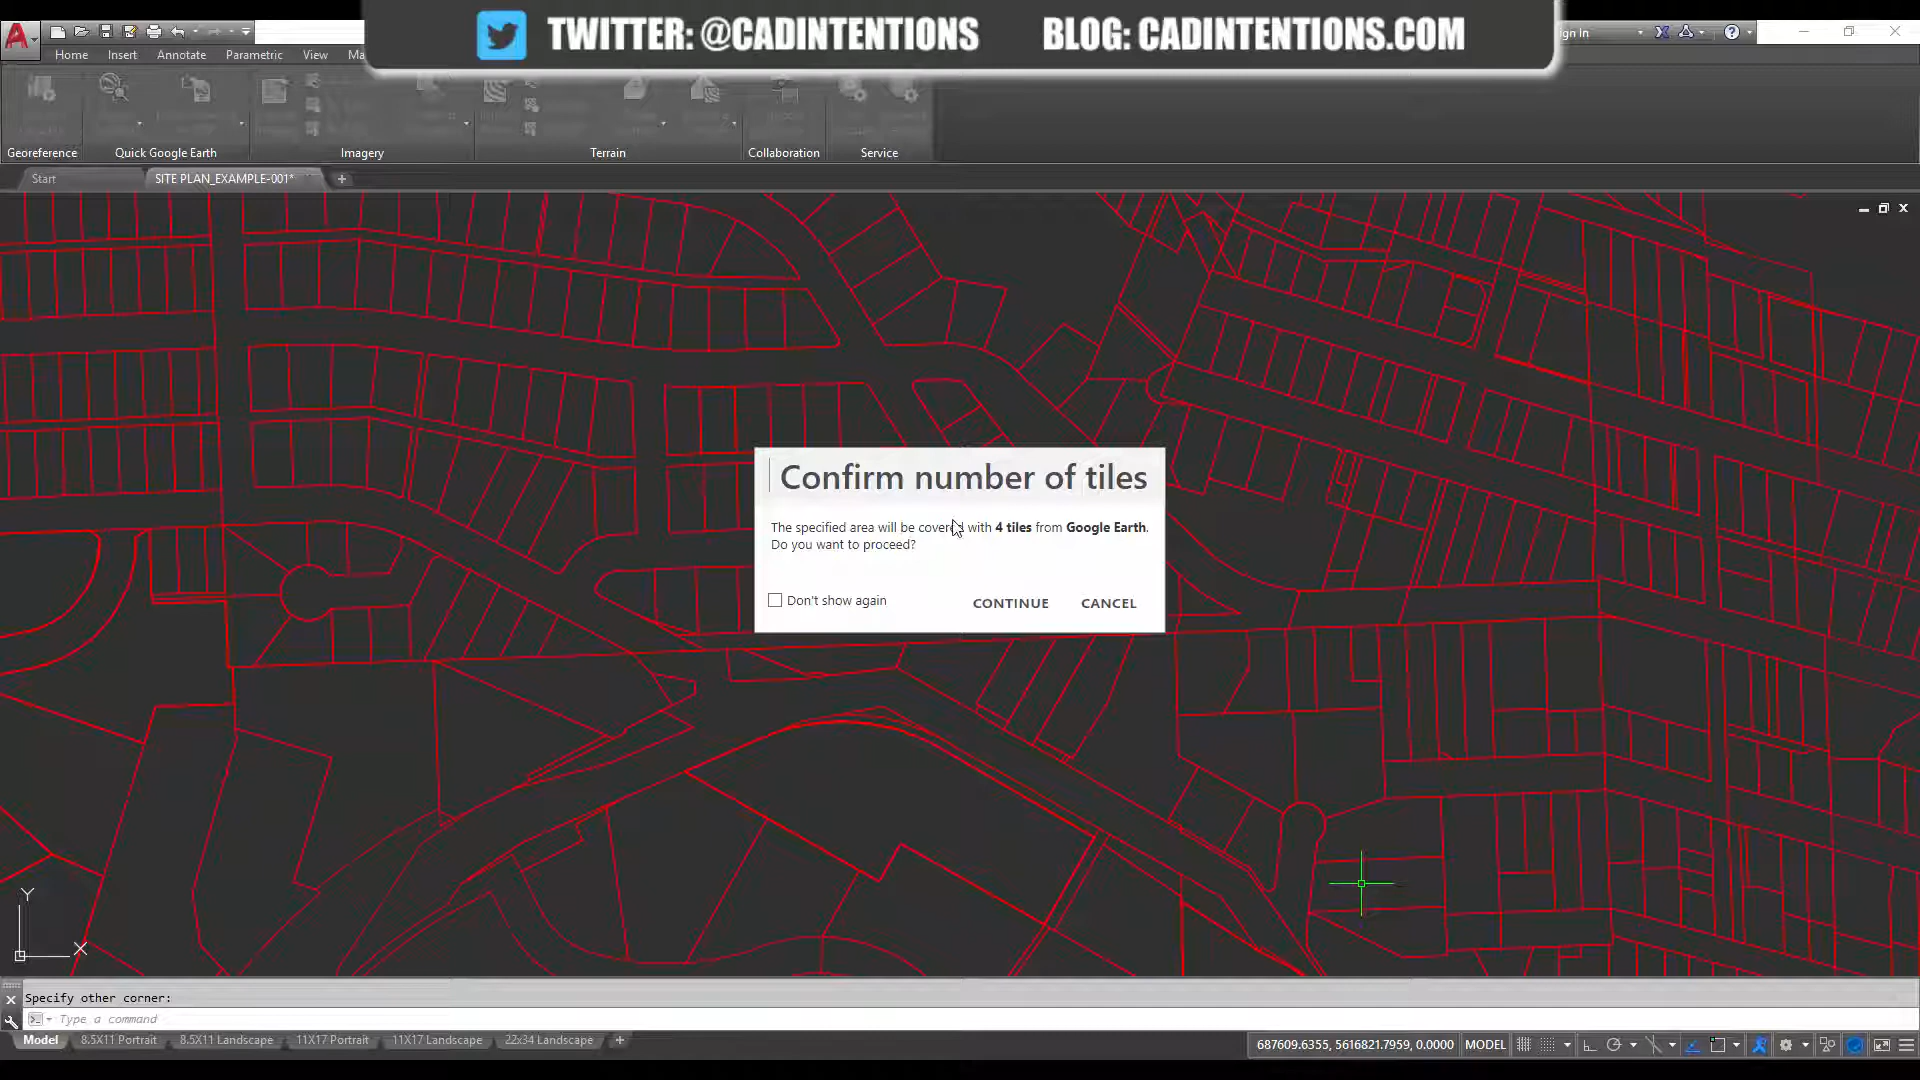 TWITTER: @CADINTENTIONS BLOG: CADINTENTIONS.COM
In
Home Insert Annotate Parametric View Ma
Georeference Quick Google Earth Imagery Terrain Collaboration Service
Start SITE PLAN_EXAMPLE-001* +
Confirm number of tiles
The specified area will be covered with 4 tiles from Google Earth.
Do you want to proceed?
Don't show again CONTINUE CANCEL
Y
X
Specify other corner:
Type a command
Model 8.5X11 Portrait 8.5X11 Landscape 11X17 Portrait 11X17 Landscape 22x34 Landscape +
687609.6355, 5616821.7959, 0.0000 MODEL